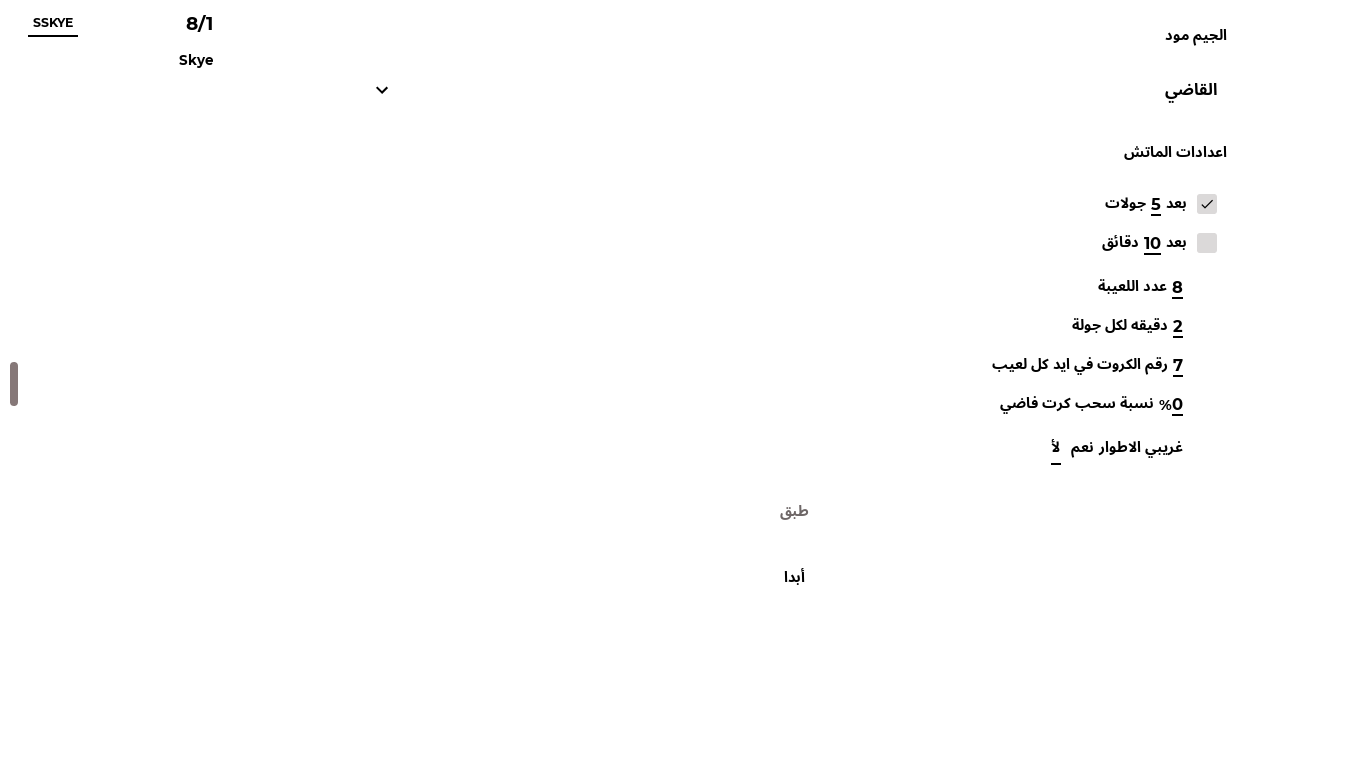 الجيم مود
القاضي
اعدادات الماتش
بعد 5 جولات
بعد 10 دقائق
8 عدد اللعيبة
2 دقيقه لكل جولة
7 رقم الكروت في ايد كل لعيب
0% نسبة سحب كرت فاضي
غريبي الاطوار نعم لأ
طبق
أبدا
8/1
Skye
SSKYE